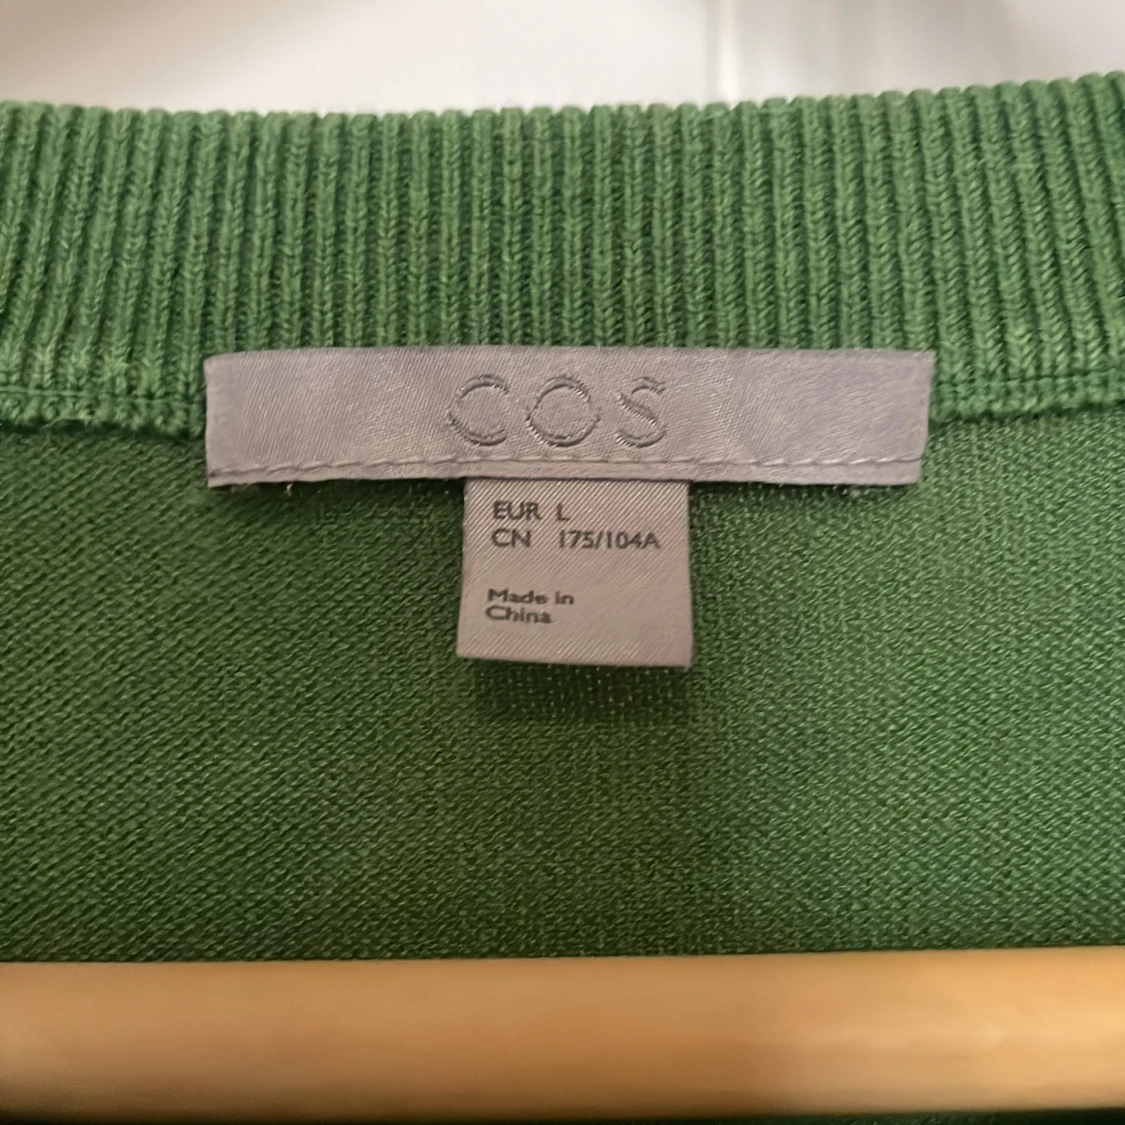 COS
EUR L
CN 175/104A
Made in
China